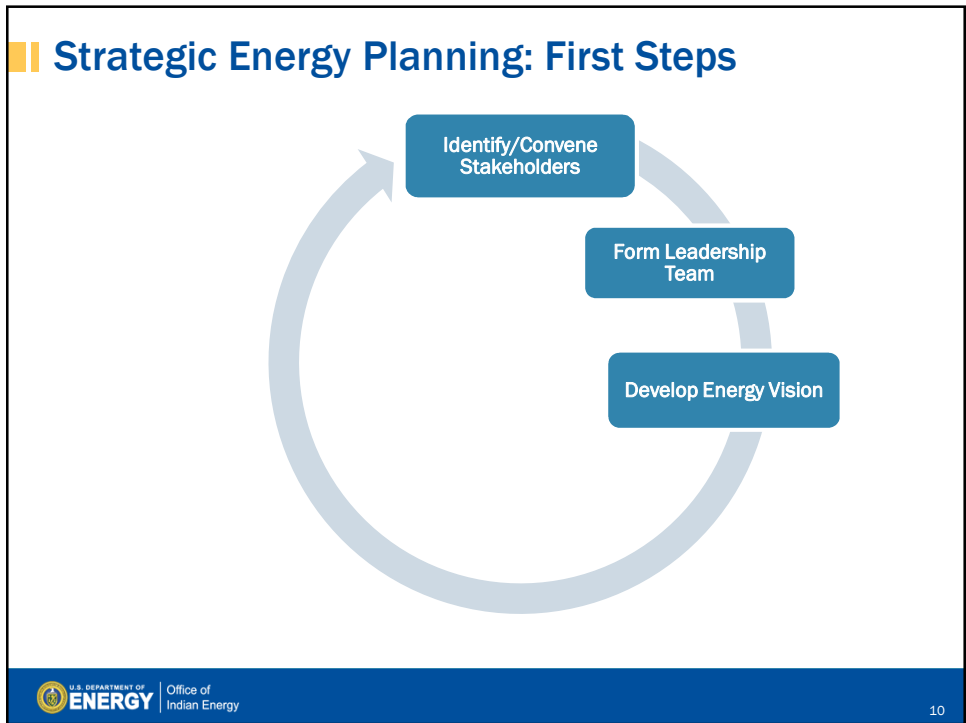 Strategic Energy Planning: First Steps
Identify/Convene
Stakeholders
Form Leadership
Team
Develop Energy Vision
U.S. DEPARTMENT OF
ENERGY
Office of
Indian Energy
10